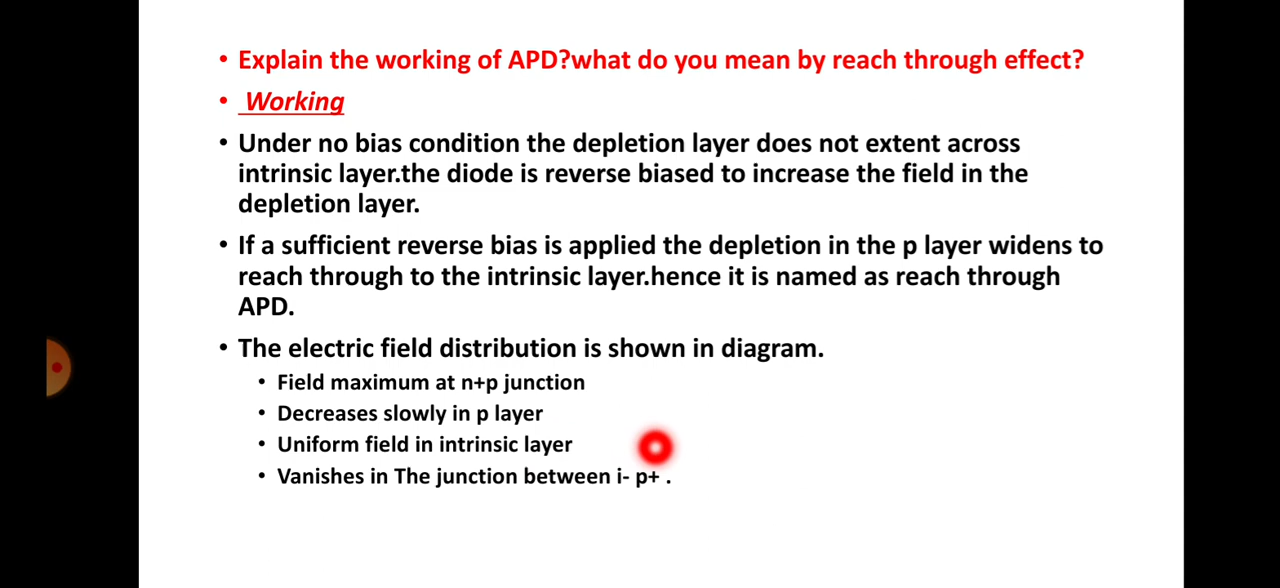 • Explain the working of APD?what do you mean by reach through effect?
• Working
• Under no bias condition the depletion layer does not extent across
intrinsic layer.the diode is reverse biased to increase the field in the
depletion layer.
• If a sufficient reverse bias is applied the depletion in the p layer widens to
reach through to the intrinsic layer.hence it is named as reach through
APD.
• The electric field distribution is shown in diagram.
• Field maximum at n+p junction
• Decreases slowly in p layer
• Uniform field in intrinsic layer
• Vanishes in The junction between i- p+ .